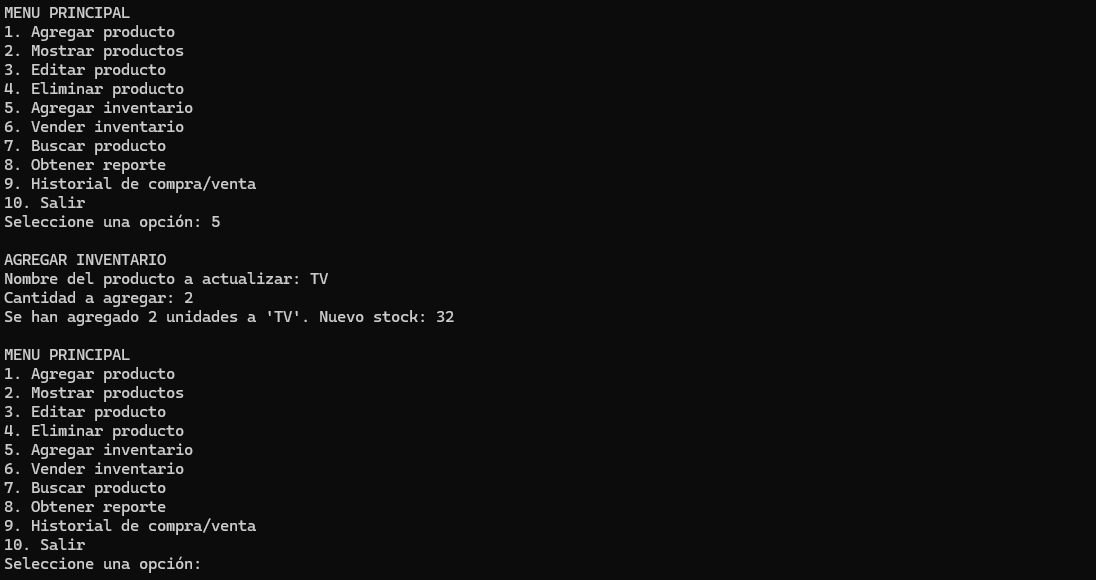 MENU PRINCIPAL
1. Agregar producto
2. Mostrar productos
3. Editar producto
4. Eliminar producto
5. Agregar inventario
6. Vender inventario
7. Buscar producto
8. Obtener reporte
9. Historial de compra/venta
10. Salir
Seleccione una opción: 5
AGREGAR INVENTARIO
Nombre del producto a actualizar: TV
Cantidad a agregar: 2
Se han agregado 2 unidades a 'TV'. Nuevo stock: 32
MENU PRINCIPAL
1. Agregar producto
2. Mostrar productos
3. Editar producto
4. Eliminar producto
5. Agregar inventario
6. Vender inventario
7. Buscar producto
8. Obtener reporte
9. Historial de compra/venta
10. Salir
Seleccione una opción: